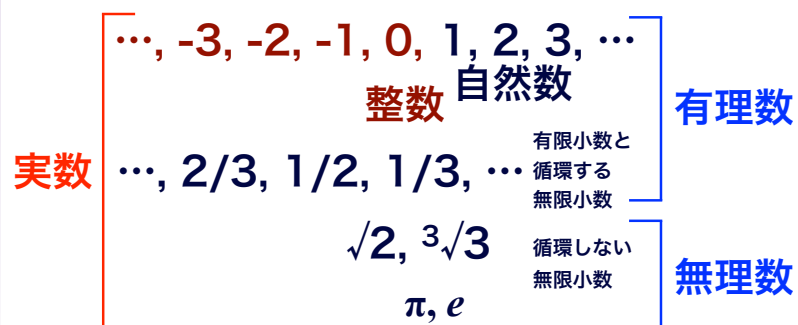 …, -3, -2, -1, 0, 1, 2, 3, …
自然数
整数
有理数
有限小数と
循環する
無限小数
実数
…, 2/3, 1/2, 1/3, …
√2, ³√3
循環しない
無限小数
無理数
π, e